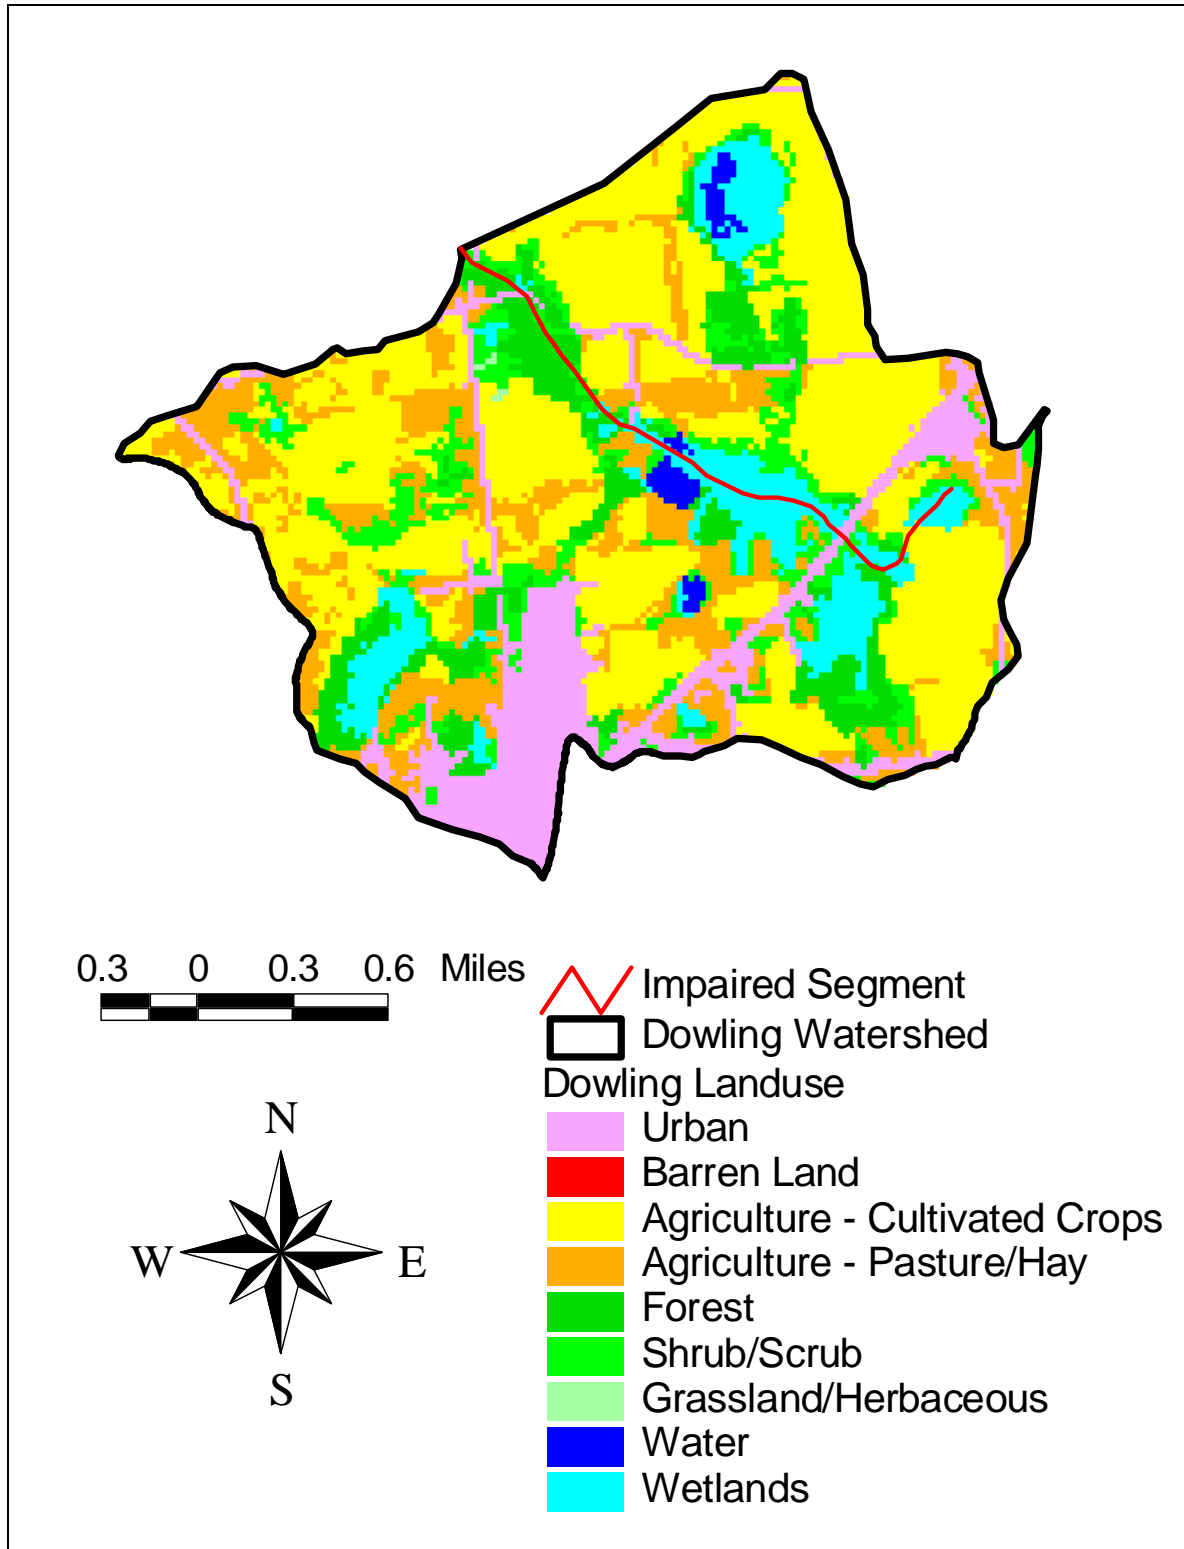 0.3 0 0.3 0.6 Miles
Impaired Segment
Dowling Watershed
Dowling Landuse
Urban
Barren Land
Agriculture - Cultivated Crops
Agriculture - Pasture/Hay
Forest
Shrub/Scrub
Grassland/Herbaceous
Water
Wetlands
N
W E
S